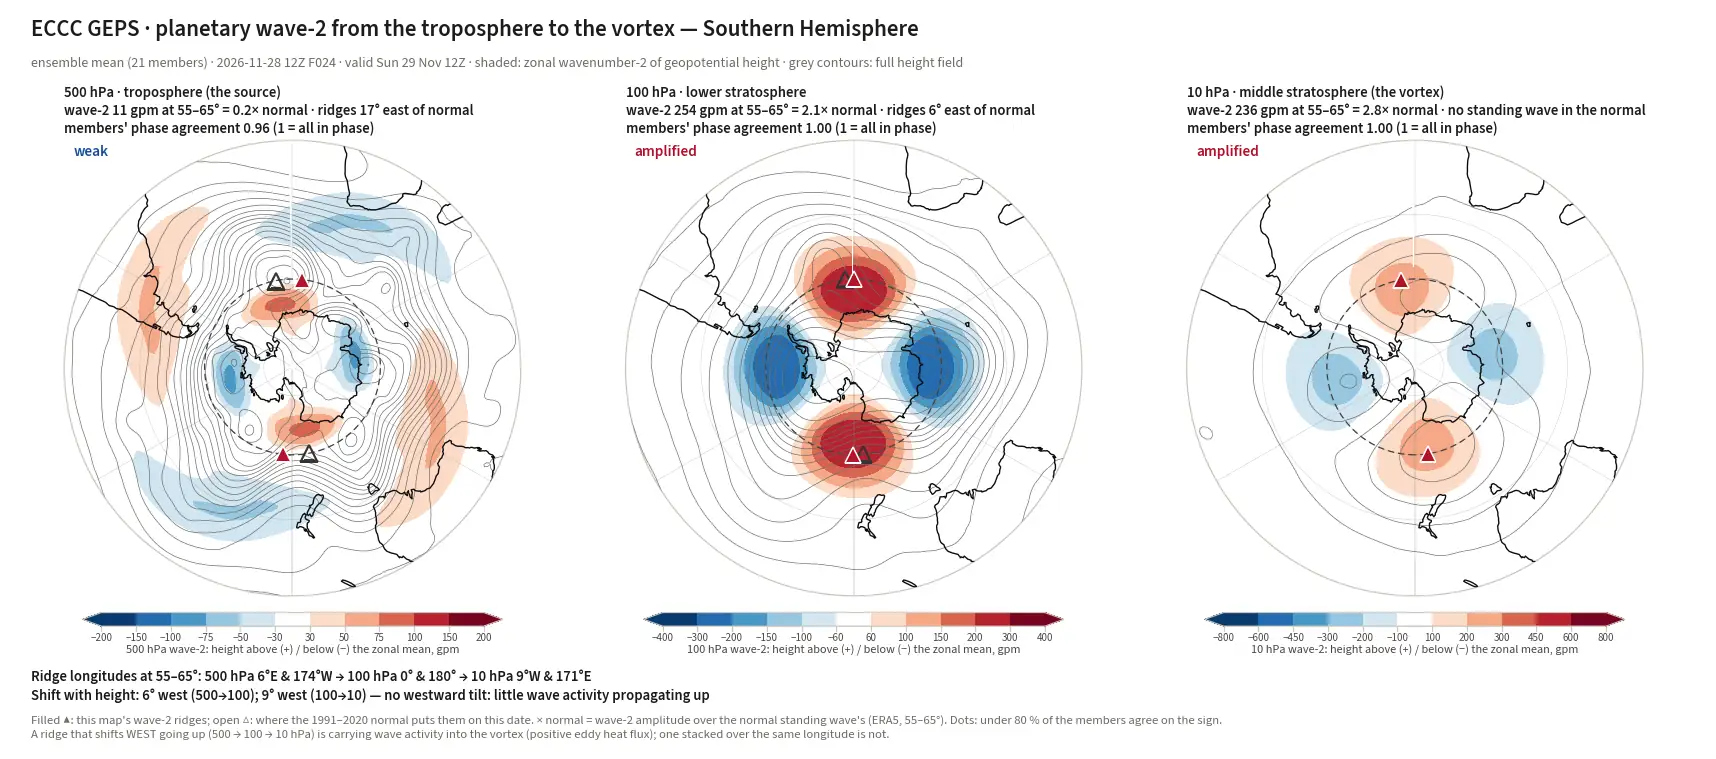 ECCC GEPS · planetary wave-2 from the troposphere to the vortex — Southern Hemisphere
ensemble mean (21 members) · 2026-11-28 12Z F024 · valid Sun 29 Nov 12Z · shaded: zonal wavenumber-2 of geopotential height · grey contours: full height field
500 hPa · troposphere (the source)
wave-2 11 gpm at 55–65° = 0.2× normal · ridges 17° east of normal
members' phase agreement 0.96 (1 = all in phase)
weak
100 hPa · lower stratosphere
wave-2 254 gpm at 55–65° = 2.1× normal · ridges 6° east of normal
members' phase agreement 1.00 (1 = all in phase)
amplified
10 hPa · middle stratosphere (the vortex)
wave-2 236 gpm at 55–65° = 2.8× normal · no standing wave in the normal
members' phase agreement 1.00 (1 = all in phase)
amplified
−200 −150 −100 −75 −50 −30 30 50 75 100 150 200
500 hPa wave-2: height above (+) / below (−) the zonal mean, gpm
−400 −300 −200 −150 −100 −60 60 100 150 200 300 400
100 hPa wave-2: height above (+) / below (−) the zonal mean, gpm
−800 −600 −450 −300 −200 −100 100 200 300 450 600 800
10 hPa wave-2: height above (+) / below (−) the zonal mean, gpm
Ridge longitudes at 55–65°: 500 hPa 6°E & 174°W → 100 hPa 0° & 180° → 10 hPa 9°W & 171°E
Shift with height: 6° west (500→100); 9° west (100→10) — no westward tilt: little wave activity propagating up
Filled ▲: this map's wave-2 ridges; open △: where the 1991–2020 normal puts them on this date. × normal = wave-2 amplitude over the normal standing wave's (ERA5, 55–65°). Dots: under 80 % of the members agree on the sign.
A ridge that shifts WEST going up (500 → 100 → 10 hPa) is carrying wave activity into the vortex (positive eddy heat flux); one stacked over the same longitude is not.